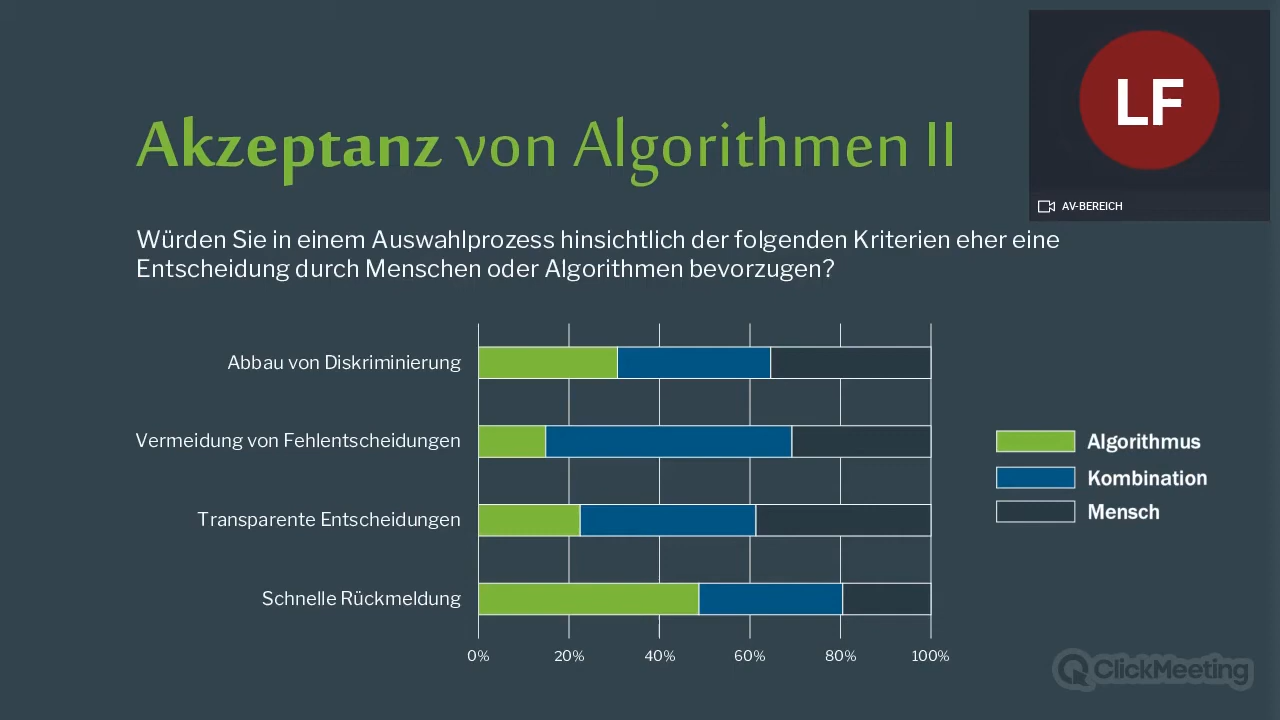 LF
AV-BEREICH
Akzeptanz von Algorithmen II
Würden Sie in einem Auswahlprozess hinsichtlich der folgenden Kriterien eher eine
Entscheidung durch Menschen oder Algorithmen bevorzugen?
Abbau von Diskriminierung
Vermeidung von Fehlentscheidungen
Transparente Entscheidungen
Schnelle Rückmeldung
0% 20% 40% 60% 80% 100%
Algorithmus
Kombination
Mensch
ClickMeeting